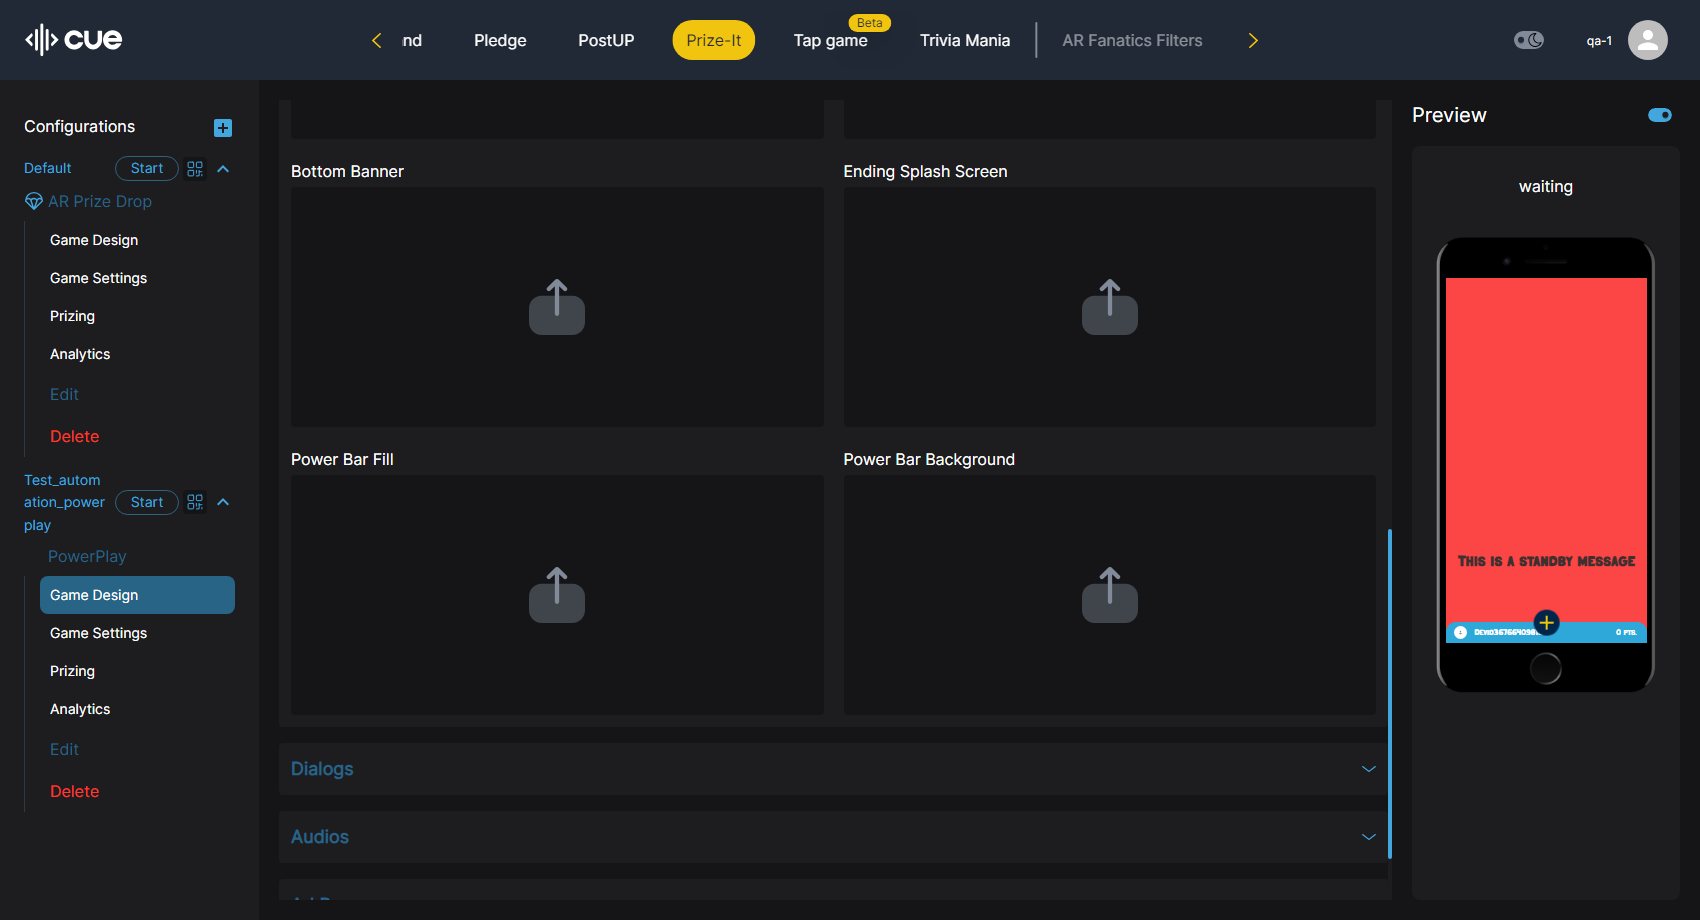 cue
nd
Pledge
PostUP
Prize-It
Beta
Tap game
Trivia Mania
AR Fanatics Filters
qa-1
Configurations
Default
Start
AR Prize Drop
Game Design
Game Settings
Prizing
Analytics
Edit
Delete
Test_autom
ation_power
play
Start
PowerPlay
Game Design
Game Settings
Prizing
Analytics
Edit
Delete
Bottom Banner
Ending Splash Screen
Power Bar Fill
Power Bar Background
Dialogs
Audios
Preview
waiting
This is a standby message
0 pts.